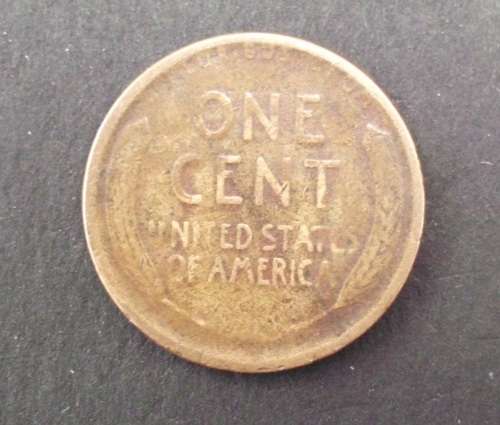 ONE
CENT
UNITED STATES
OF AMERICA